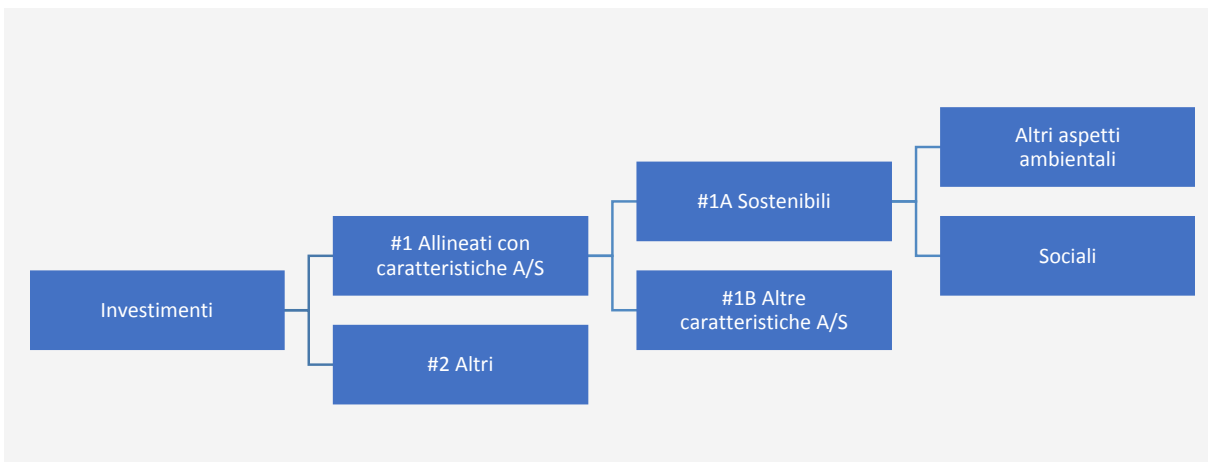 Investimenti
#1 Allineati con
caratteristiche A/S
#2 Altri
#1A Sostenibili
#1B Altre
caratteristiche A/S
Altri aspetti
ambientali
Sociali